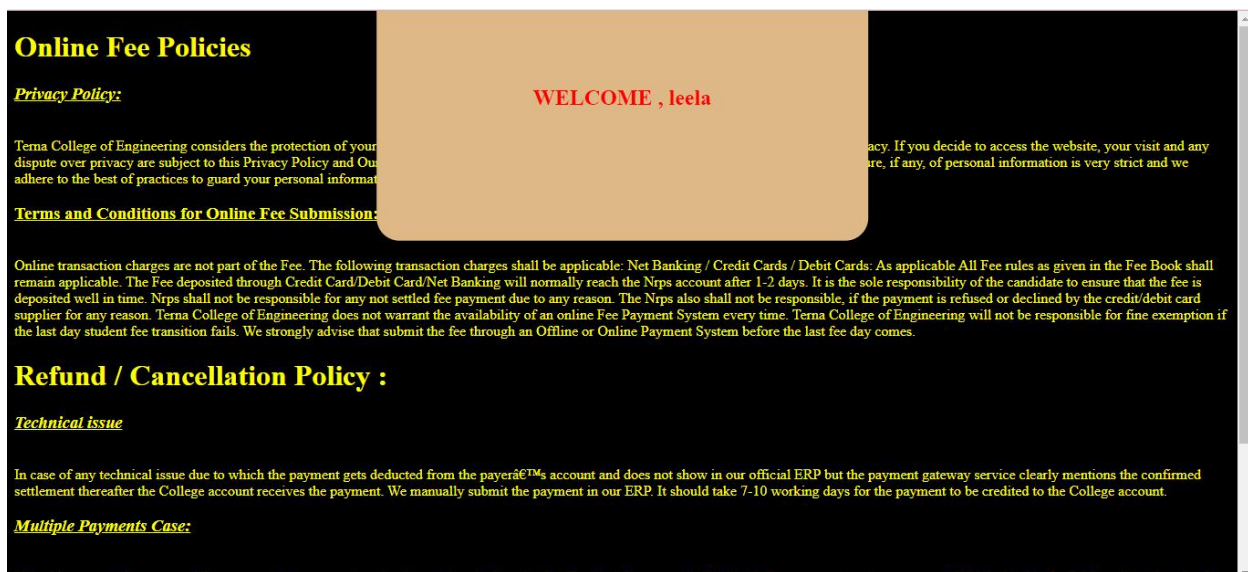 Online Fee Policies
Privacy Policy:
WELCOME , leela
Terna College of Engineering considers the protection of your acy. If you decide to access the website, your visit and any
dispute over privacy are subject to this Privacy Policy and Ou re, if any, of personal information is very strict and we
adhere to the best of practices to guard your personal informat
Terms and Conditions for Online Fee Submission:
Online transaction charges are not part of the Fee. The following transaction charges shall be applicable: Net Banking / Credit Cards / Debit Cards: As applicable All Fee rules as given in the Fee Book shall
remain applicable. The Fee deposited through Credit Card/Debit Card/Net Banking will normally reach the Nrps account after 1-2 days. It is the sole responsibility of the candidate to ensure that the fee is
deposited well in time. Nrps shall not be responsible for any not settled fee payment due to any reason. The Nrps also shall not be responsible, if the payment is refused or declined by the credit/debit card
supplier for any reason. Terna College of Engineering does not warrant the availability of an online Fee Payment System every time. Terna College of Engineering will not be responsible for fine exemption if
the last day student fee transition fails. We strongly advise that submit the fee through an Offline or Online Payment System before the last fee day comes.
Refund / Cancellation Policy :
Technical issue
In case of any technical issue due to which the payment gets deducted from the payerâ€™s account and does not show in our official ERP but the payment gateway service clearly mentions the confirmed
settlement thereafter the College account receives the payment. We manually submit the payment in our ERP. It should take 7-10 working days for the payment to be credited to the College account.
Multiple Payments Case: